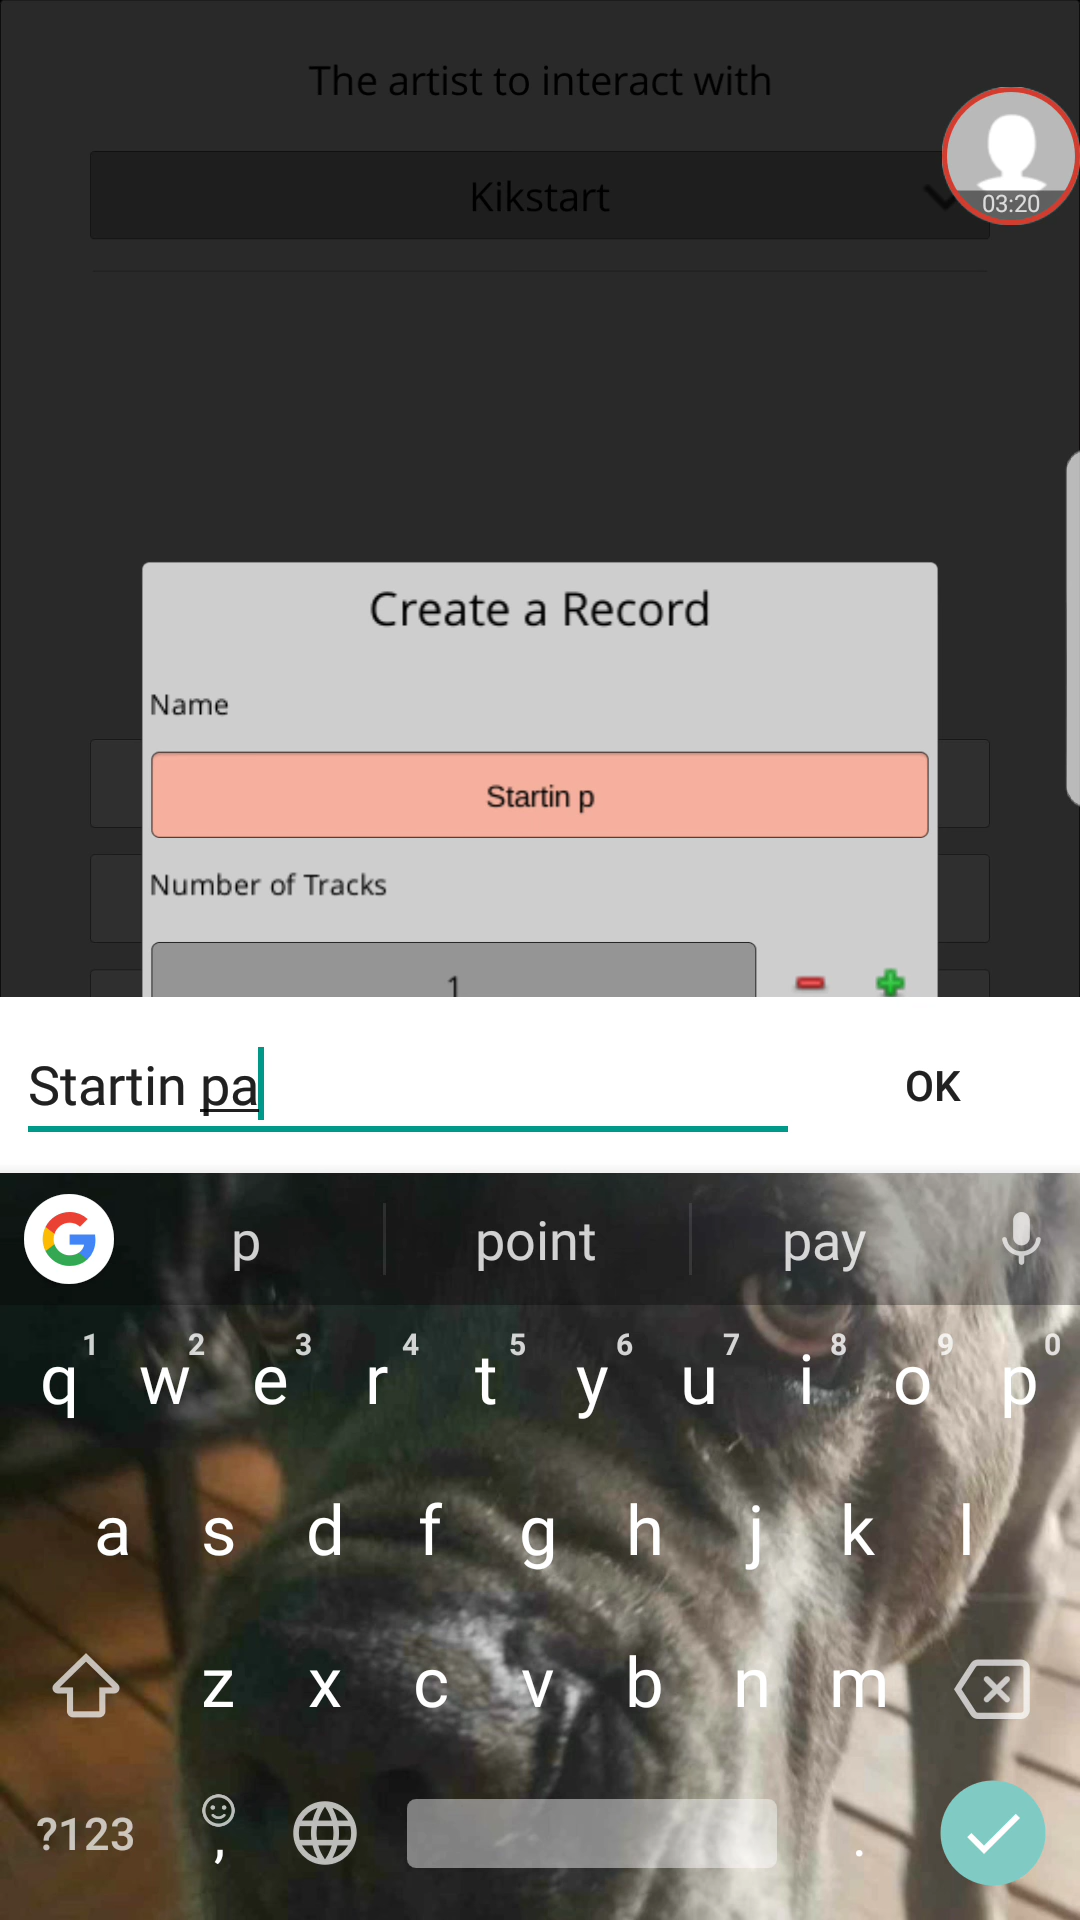 The artist to interact with
Kikstart
03:20
Create a Record
Name
Startin p
Number of Tracks
1
Startin pa
OK
p point pay
1 2 3 4 5 6 7 8 9 0
q w e r t y u i o p
a s d f g h j k l
z x c v b n m
?123 , .